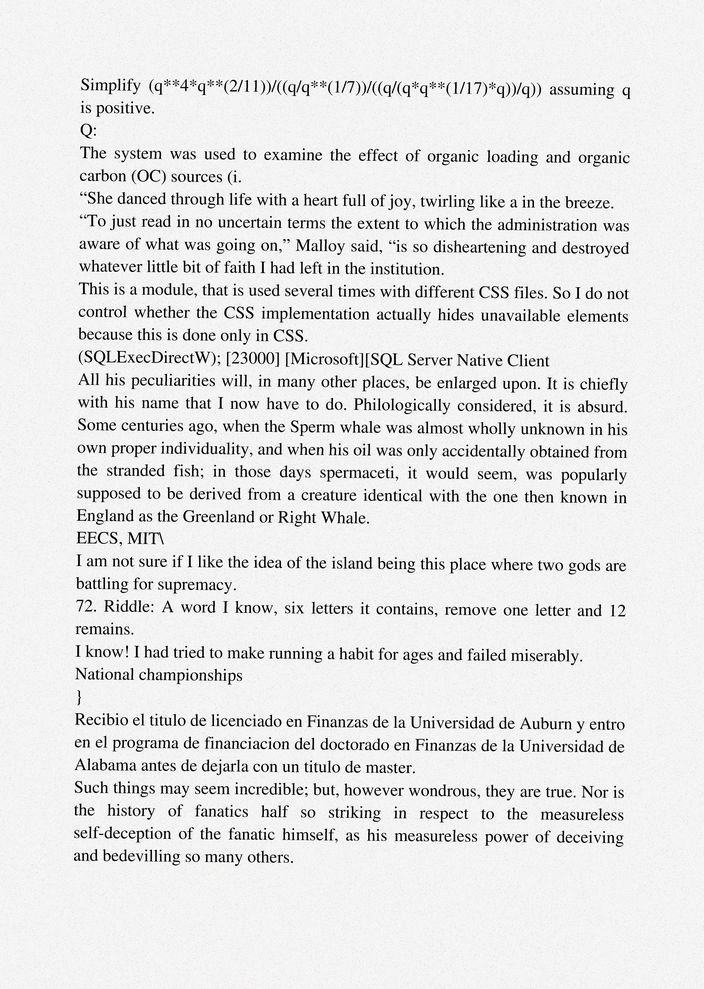 Simplify (q**4*q**(2/11))/((q/q**(1/7))/((q/(q*q**(1/17)*q))/q)) assuming q
is positive.
Q:
The system was used to examine the effect of organic loading and organic
carbon (OC) sources (i.
“She danced through life with a heart full of joy, twirling like a in the breeze.
“To just read in no uncertain terms the extent to which the administration was
aware of what was going on,” Malloy said, “is so disheartening and destroyed
whatever little bit of faith I had left in the institution.
This is a module, that is used several times with different CSS files. So I do not
control whether the CSS implementation actually hides unavailable elements
because this is done only in CSS.
(SQLExecDirectW); [23000] [Microsoft][SQL Server Native Client
All his peculiarities will, in many other places, be enlarged upon. It is chiefly
with his name that I now have to do. Philologically considered, it is absurd.
Some centuries ago, when the Sperm whale was almost wholly unknown in his
own proper individuality, and when his oil was only accidentally obtained from
the stranded fish; in those days spermaceti, it would seem, was popularly
supposed to be derived from a creature identical with the one then known in
England as the Greenland or Right Whale.
EECS, MIT\
I am not sure if I like the idea of the island being this place where two gods are
battling for supremacy.
72. Riddle: A word I know, six letters it contains, remove one letter and 12
remains.
I know! I had tried to make running a habit for ages and failed miserably.
National championships
}
Recibio el titulo de licenciado en Finanzas de la Universidad de Auburn y entro
en el programa de financiacion del doctorado en Finanzas de la Universidad de
Alabama antes de dejarla con un titulo de master.
Such things may seem incredible; but, however wondrous, they are true. Nor is
the history of fanatics half so striking in respect to the measureless
self-deception of the fanatic himself, as his measureless power of deceiving
and bedevilling so many others.